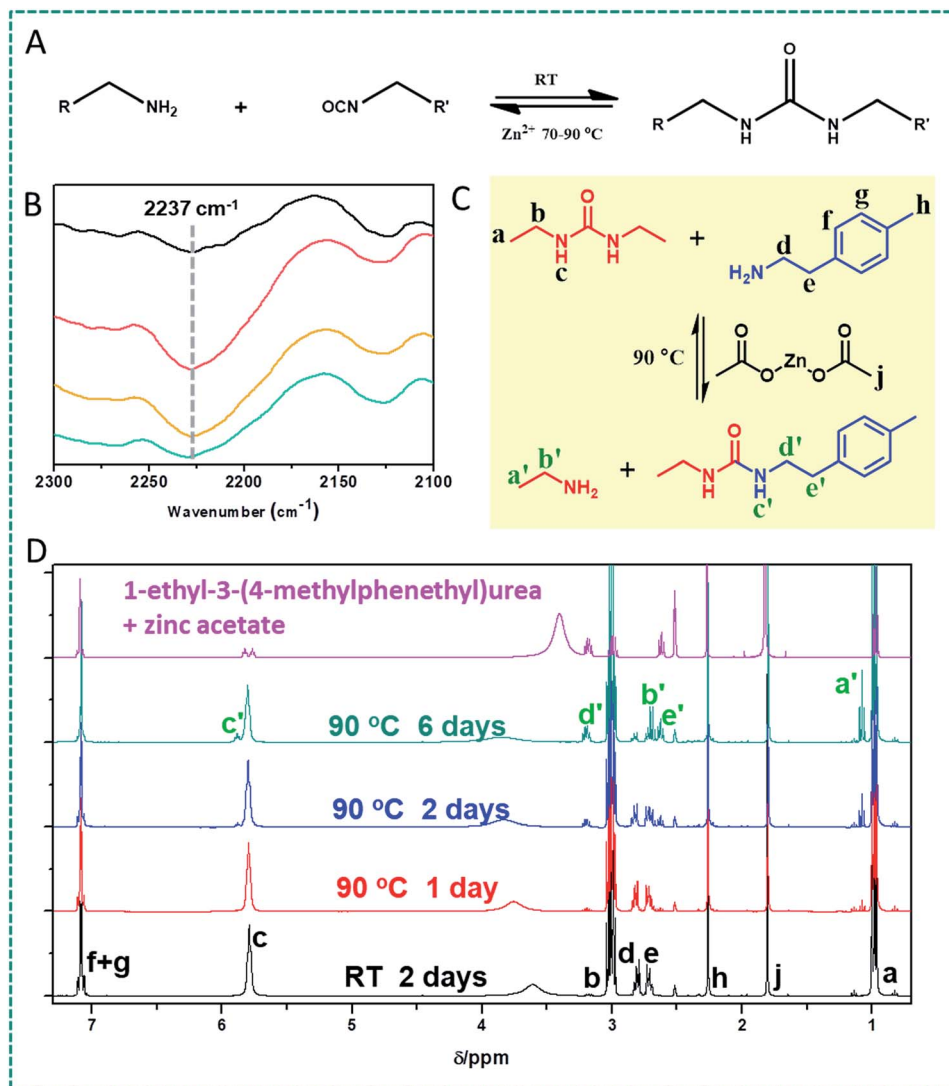 A
R
NH₂
+
OCN
R'
RT
Zn²⁺ 70-90 °C
O
R
N
H
N
H
R'
B
2237 cm⁻¹
2300 2250 2200 2150 2100
Wavenumber (cm⁻¹)
C
a
b
O
N
H
N
H
c
+
H₂N
d
e
f
g
h
90 °C
O
O
Zn
O
O
j
a'
b'
NH₂
+
O
N
H
N
H
c'
d'
e'
D
1-ethyl-3-(4-methylphenethyl)urea
+ zinc acetate
c' 90 °C 6 days d' b' e' a'
90 °C 2 days
90 °C 1 day
f+g c RT 2 days b d e h j a
7 6 5 4 3 2 1
δ/ppm